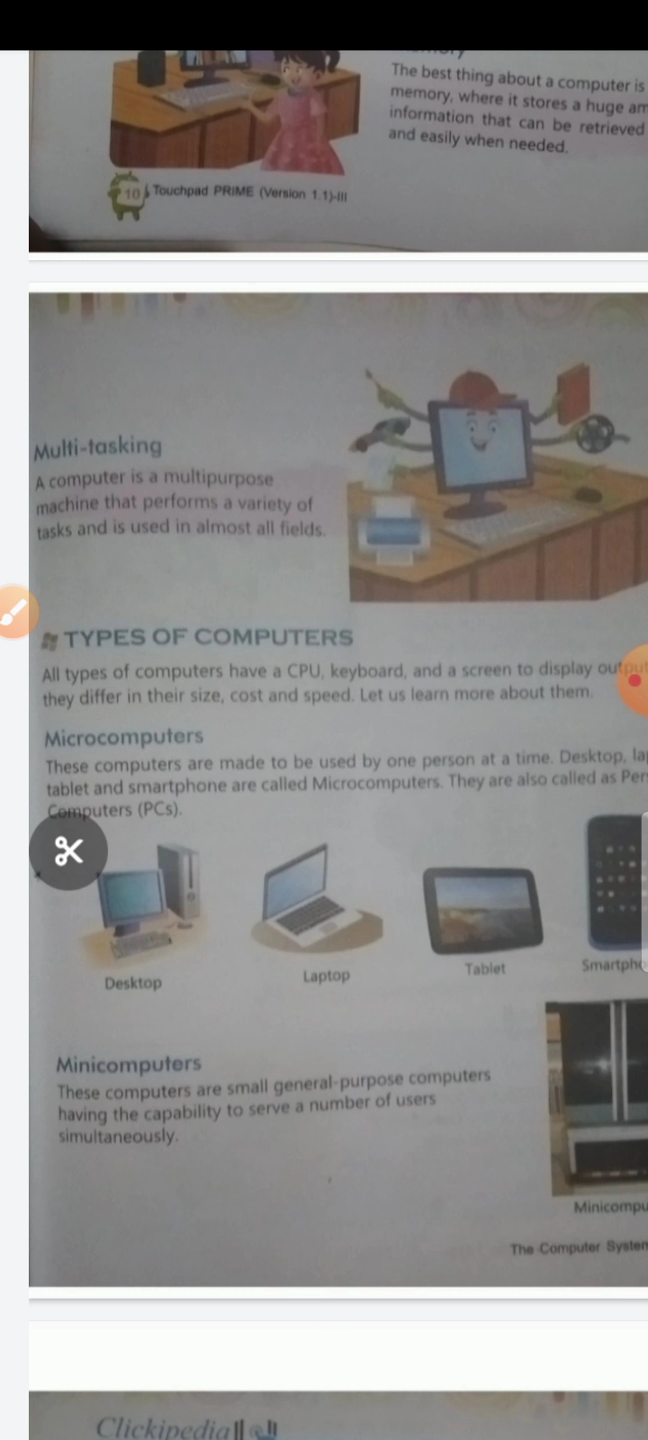 The best thing about a computer is
memory, where it stores a huge am
information that can be retrieved
and easily when needed.
10 Touchpad PRIME (Version 1.1)-III
Multi-tasking
A computer is a multipurpose
machine that performs a variety of
tasks and is used in almost all fields.
TYPES OF COMPUTERS
All types of computers have a CPU, keyboard, and a screen to display output
they differ in their size, cost and speed. Let us learn more about them.
Microcomputers
These computers are made to be used by one person at a time. Desktop, la
tablet and smartphone are called Microcomputers. They are also called as Per
Computers (PCs).
Desktop
Laptop
Tablet
Smartpho
Minicomputers
These computers are small general-purpose computers
having the capability to serve a number of users
simultaneously.
Minicompu
The Computer System
Clickipedia